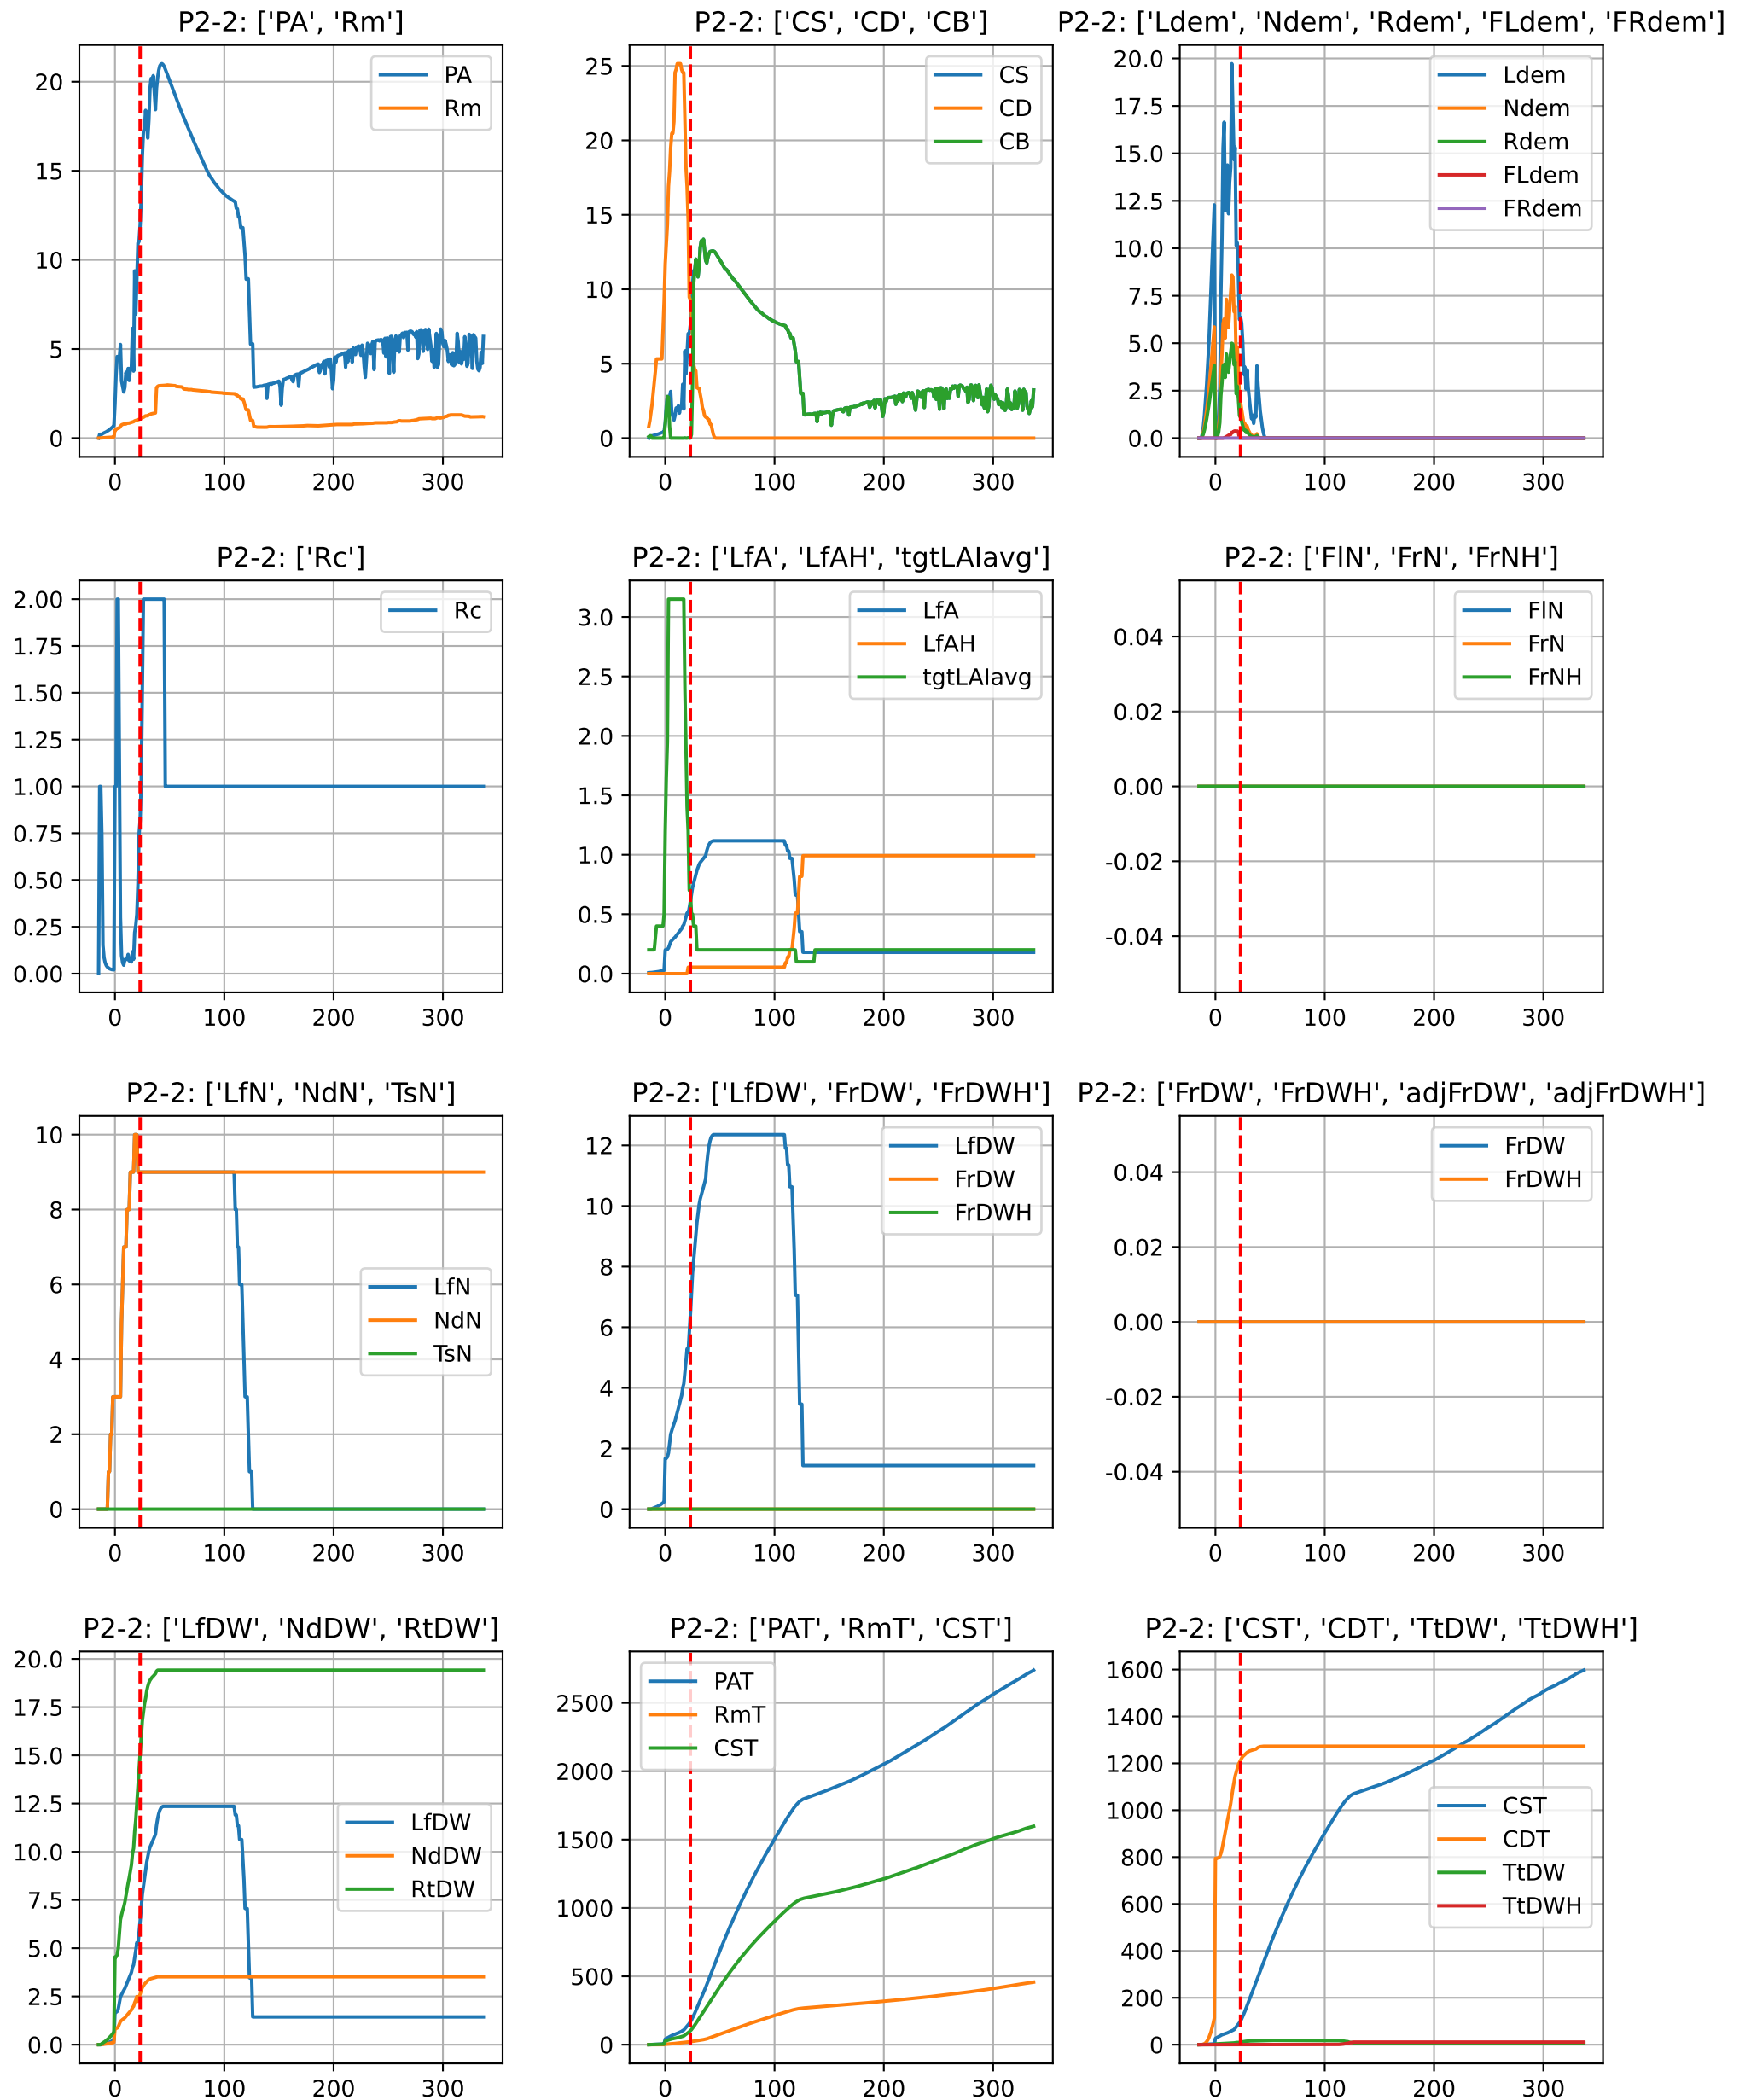 P2-2: ['PA', 'Rm']
20
15
10
5
0
0 100 200 300
PA
Rm
P2-2: ['CS', 'CD', 'CB']
25
20
15
10
5
0
0 100 200 300
CS
CD
CB
P2-2: ['Ldem', 'Ndem', 'Rdem', 'FLdem', 'FRdem']
20.0
17.5
15.0
12.5
10.0
7.5
5.0
2.5
0.0
0 100 200 300
Ldem
Ndem
Rdem
FLdem
FRdem
P2-2: ['Rc']
2.00
1.75
1.50
1.25
1.00
0.75
0.50
0.25
0.00
0 100 200 300
Rc
P2-2: ['LfA', 'LfAH', 'tgtLAIavg']
3.0
2.5
2.0
1.5
1.0
0.5
0.0
0 100 200 300
LfA
LfAH
tgtLAIavg
P2-2: ['FlN', 'FrN', 'FrNH']
0.04
0.02
0.00
-0.02
-0.04
0 100 200 300
FlN
FrN
FrNH
P2-2: ['LfN', 'NdN', 'TsN']
10
8
6
4
2
0
0 100 200 300
LfN
NdN
TsN
P2-2: ['LfDW', 'FrDW', 'FrDWH']
12
10
8
6
4
2
0
0 100 200 300
LfDW
FrDW
FrDWH
P2-2: ['FrDW', 'FrDWH', 'adjFrDW', 'adjFrDWH']
0.04
0.02
0.00
-0.02
-0.04
0 100 200 300
FrDW
FrDWH
P2-2: ['LfDW', 'NdDW', 'RtDW']
20.0
17.5
15.0
12.5
10.0
7.5
5.0
2.5
0.0
0 100 200 300
LfDW
NdDW
RtDW
P2-2: ['PAT', 'RmT', 'CST']
2500
2000
1500
1000
500
0
0 100 200 300
PAT
RmT
CST
P2-2: ['CST', 'CDT', 'TtDW', 'TtDWH']
1600
1400
1200
1000
800
600
400
200
0
0 100 200 300
CST
CDT
TtDW
TtDWH